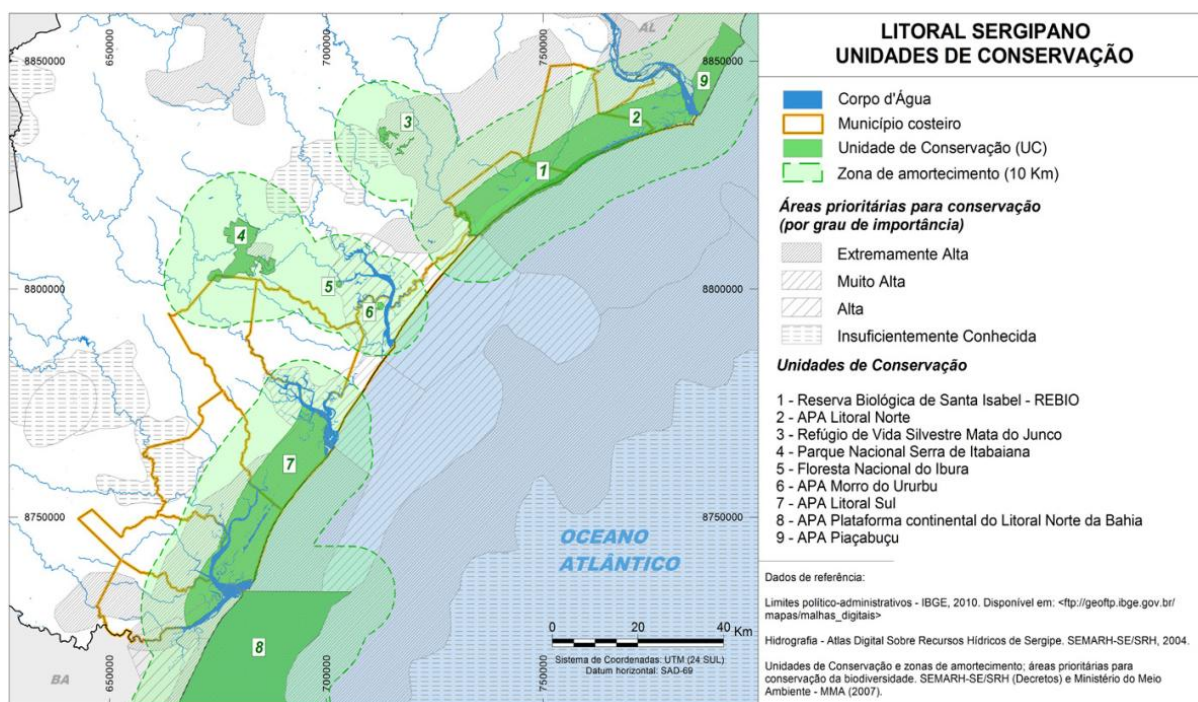 LITORAL SERGIPANO
UNIDADES DE CONSERVAÇÃO
Corpo d'Água
Município costeiro
Unidade de Conservação (UC)
Zona de amortecimento (10 Km)
Áreas prioritárias para conservação
(por grau de importância)
Extremamente Alta
Muito Alta
Alta
Insuficientemente Conhecida
Unidades de Conservação
1 - Reserva Biológica de Santa Isabel - REBIO
2 - APA Litoral Norte
3 - Refúgio de Vida Silvestre Mata do Junco
4 - Parque Nacional Serra de Itabaiana
5 - Floresta Nacional do Ibura
6 - APA Morro do Ururbu
7 - APA Litoral Sul
8 - APA Plataforma continental do Litoral Norte da Bahia
9 - APA Piaçabuçu
Dados de referência:
Limites político-administrativos - IBGE, 2010. Disponível em: <ftp://geoftp.ibge.gov.br/
mapas/malhas_digitais>
Hidrografia - Atlas Digital Sobre Recursos Hídricos de Sergipe. SEMARH-SE/SRH, 2004.
Unidades de Conservação e zonas de amortecimento; áreas prioritárias para
conservação da biodiversidade. SEMARH-SE/SRH (Decretos) e Ministério do Meio
Ambiente - MMA (2007).
650000
700000
750000
AL
8850000
8850000
9
2
3
1
4
5
6
8800000
8800000
7
8750000
8750000
OCEANO
ATLÂNTICO
0 20 40 Km
Sistema de Coordenadas: UTM (24 SUL)
Datum horizontal: SAD-69
8
BA
650000
700000
750000